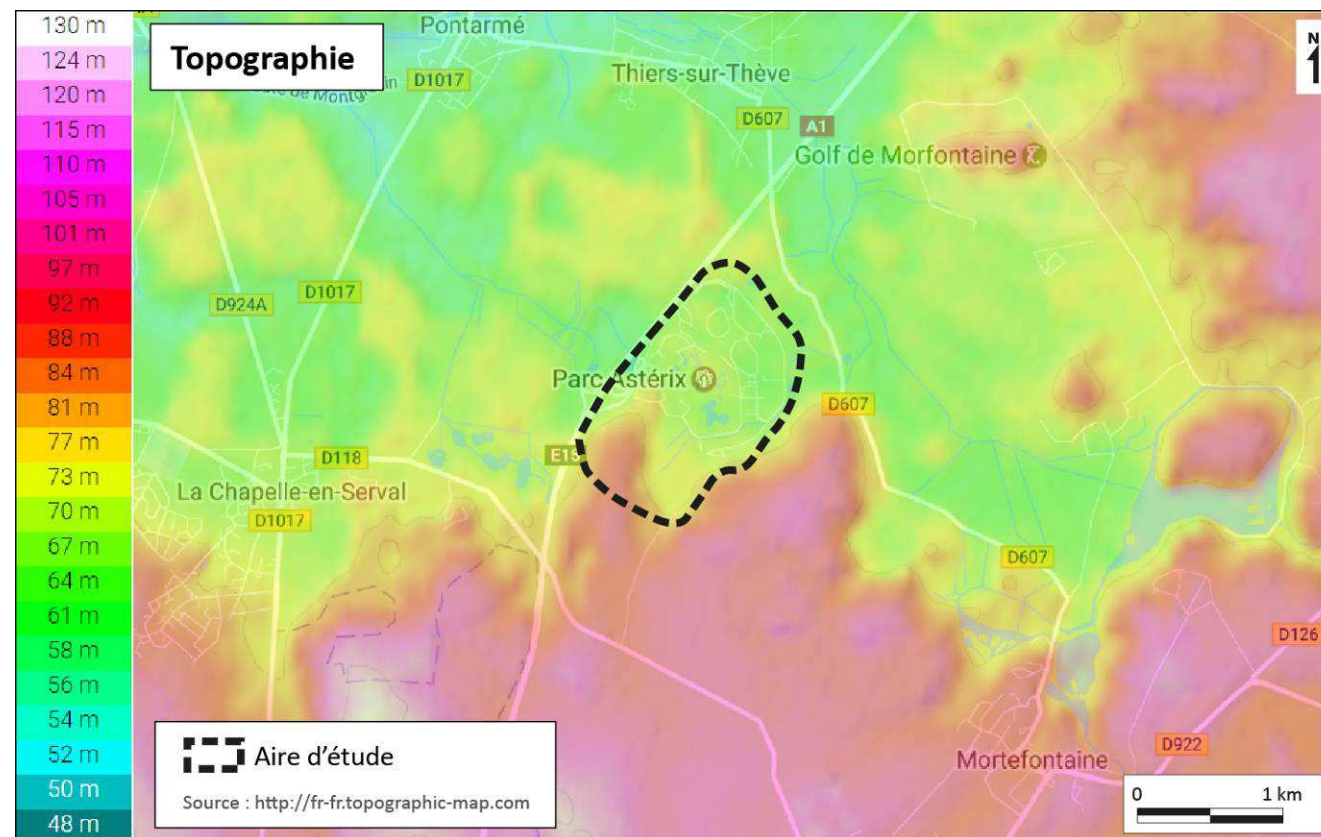 130 m
124 m
120 m
115 m
110 m
105 m
101 m
97 m
92 m
88 m
84 m
81 m
77 m
73 m
70 m
67 m
64 m
61 m
58 m
56 m
54 m
52 m
50 m
48 m
Topographie
Pontarmé
D1017
Thiers-sur-Thève
D607
A1
N
Golf de Morfontaine
D924A
D1017
Parc Astérix
D607
E15
D118
La Chapelle-en-Serval
D1017
D607
D126
D922
Mortefontaine
Aire d'étude
Source : http://fr-fr.topographic-map.com
0 1 km